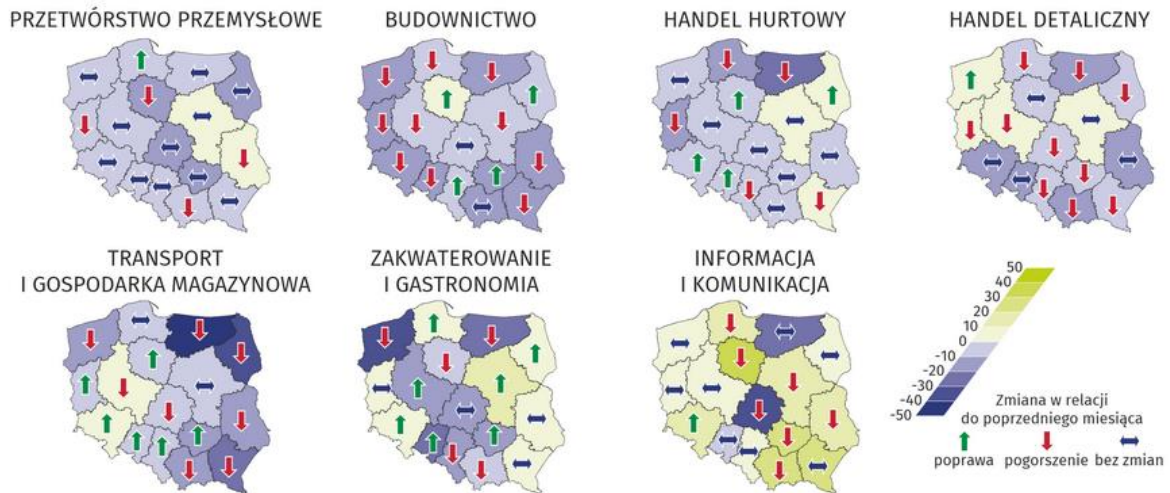 PRZETWÓRSTWO PRZEMYSŁOWE
BUDOWNICTWO
HANDEL HURTOWY
HANDEL DETALICZNY
TRANSPORT
I GOSPODARKA MAGAZYNOWA
ZAKWATEROWANIE
I GASTRONOMIA
INFORMACJA
I KOMUNIKACJA
50
40
30
20
10
0
-10
-20
-30
-40
-50
Zmiana w relacji
do poprzedniego miesiąca
poprawa pogorszenie bez zmian